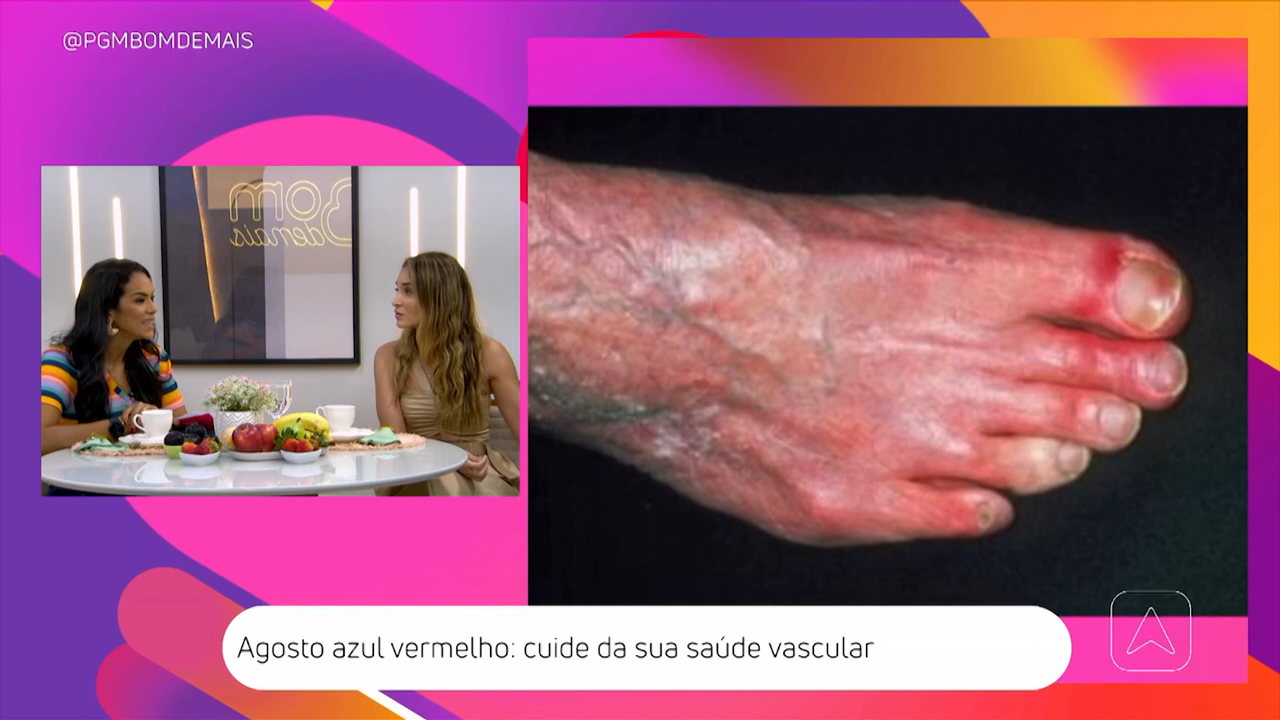 @PGMBOMDEMAIS
Bom
demais
Agosto azul vermelho: cuide da sua saúde vascular